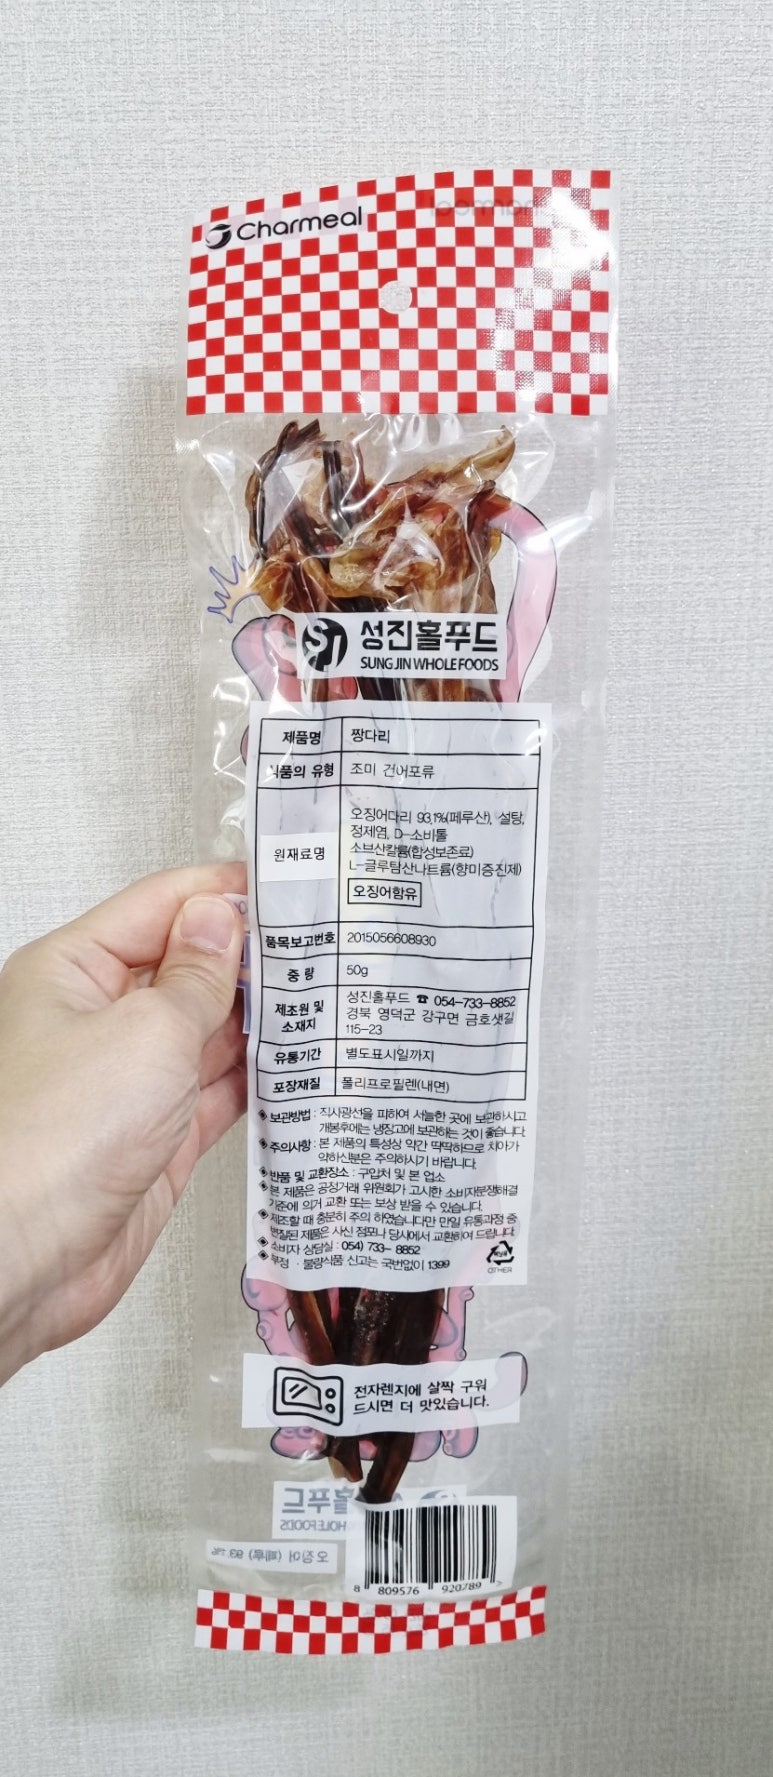 Charmeal
성진홀푸드
SUNG JIN WHOLE FOODS
제품명 짱다리
식품의 유형 조미 건어포류
원재료명 오징어다리 93.1%(페루산), 설탕,
정제염, D-소비톨
소브산칼륨(합성보존료)
L-글루탐산나트륨(향미증진제)
오징어함유
품목보고번호 2015056608930
중 량 50g
제조원 및 소재지 성진홀푸드 ☎ 054-733-8852
경북 영덕군 강구면 금호샛길
115-23
유통기간 별도표시일까지
포장재질 폴리프로필렌(내면)
◈ 보관방법 : 직사광선을 피하여 서늘한 곳에 보관하시고
개봉후에는 냉장고에 보관하는 것이 좋습니다.
◈ 주의사항 : 본 제품의 특성상 약간 딱딱하므로 치아가
약하신분은 주의하시기 바랍니다.
◈ 반품 및 교환장소 : 구입처 및 본 업소
◈ 본 제품은 공정거래 위원회가 고시한 소비자분쟁해결
기준에 의거 교환 또는 보상 받을 수 있습니다.
◈ 제조할 때 충분히 주의 하였습니다만 만일 유통과정 중
변질된 제품은 사신 점포나 당사에서 교환하여 드립니다.
◈ 소비자 상담실 : 054) 733- 8852
◈ 부정 · 불량식품 신고는 국번없이 1399
OTHER
전자렌지에 살짝 구워
드시면 더 맛있습니다.
홀푸드
HOLE FOODS
오징어 (페루) 93.1%
8 809576 920789 >